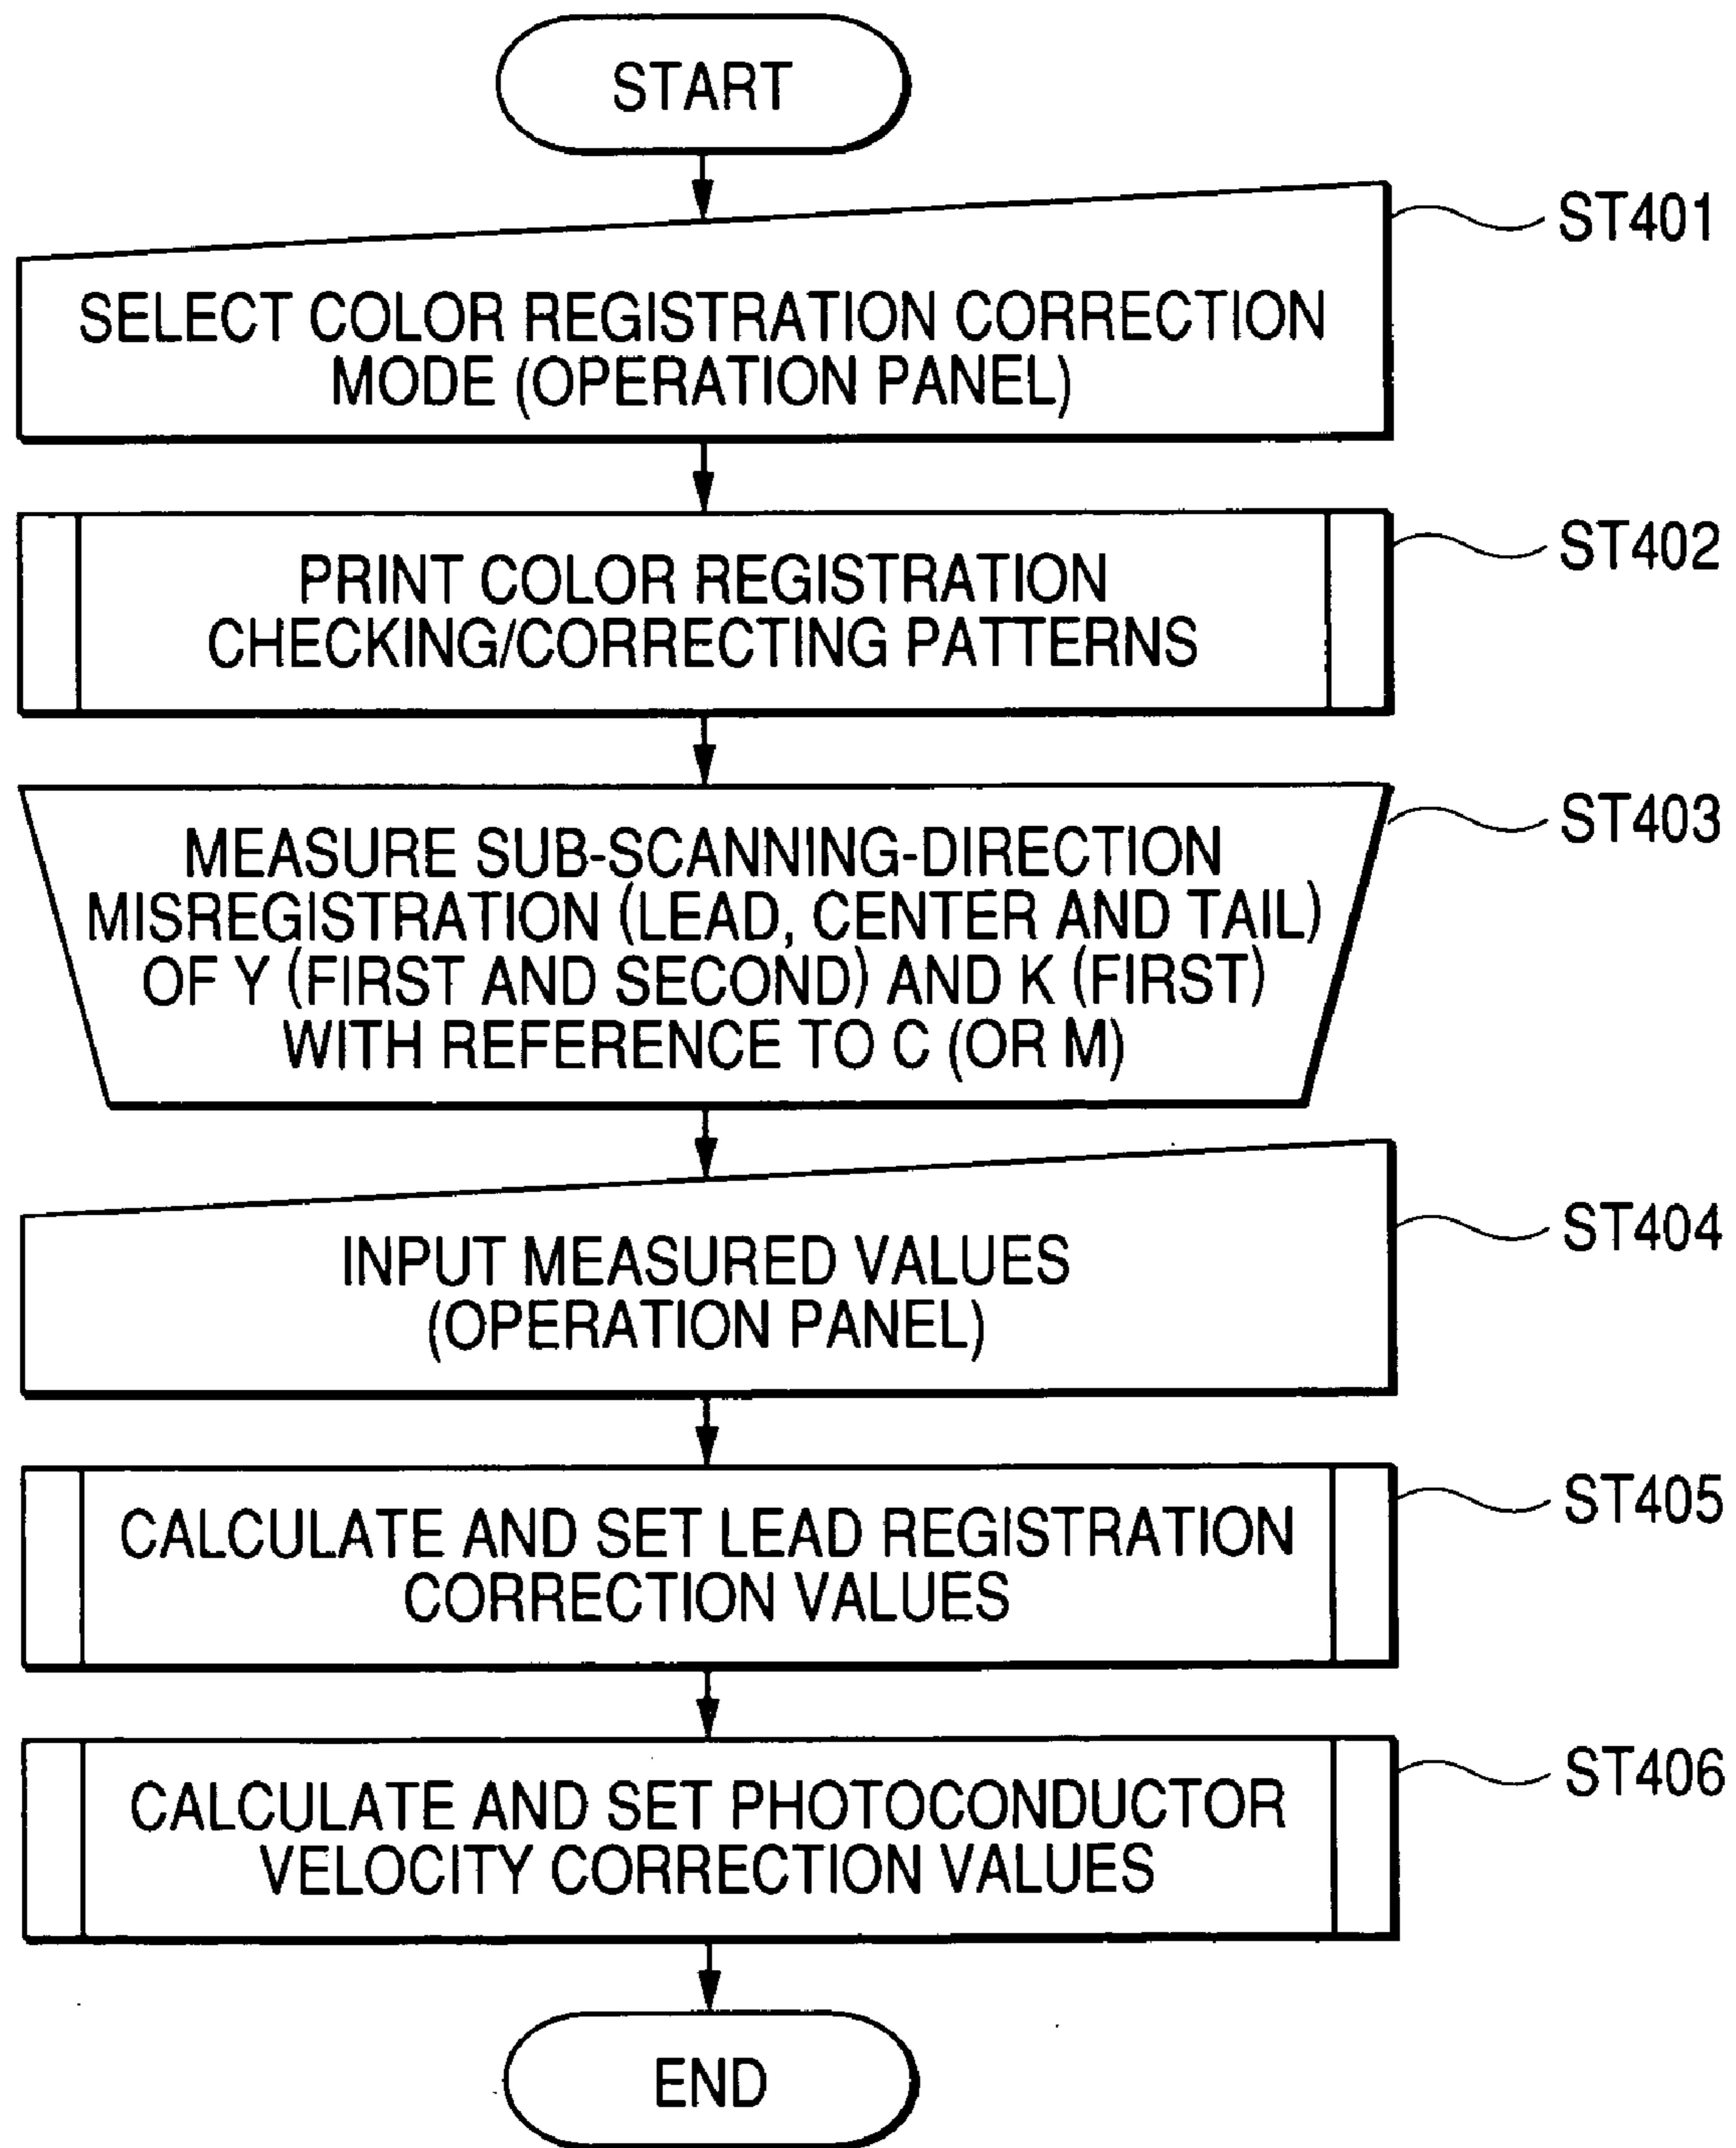 START
ST401
SELECT COLOR REGISTRATION CORRECTION
MODE (OPERATION PANEL)
ST402
PRINT COLOR REGISTRATION
CHECKING/CORRECTING PATTERNS
ST403
MEASURE SUB-SCANNING-DIRECTION
MISREGISTRATION (LEAD, CENTER AND TAIL)
OF Y (FIRST AND SECOND) AND K (FIRST)
WITH REFERENCE TO C (OR M)
ST404
INPUT MEASURED VALUES
(OPERATION PANEL)
ST405
CALCULATE AND SET LEAD REGISTRATION
CORRECTION VALUES
ST406
CALCULATE AND SET PHOTOCONDUCTOR
VELOCITY CORRECTION VALUES
END